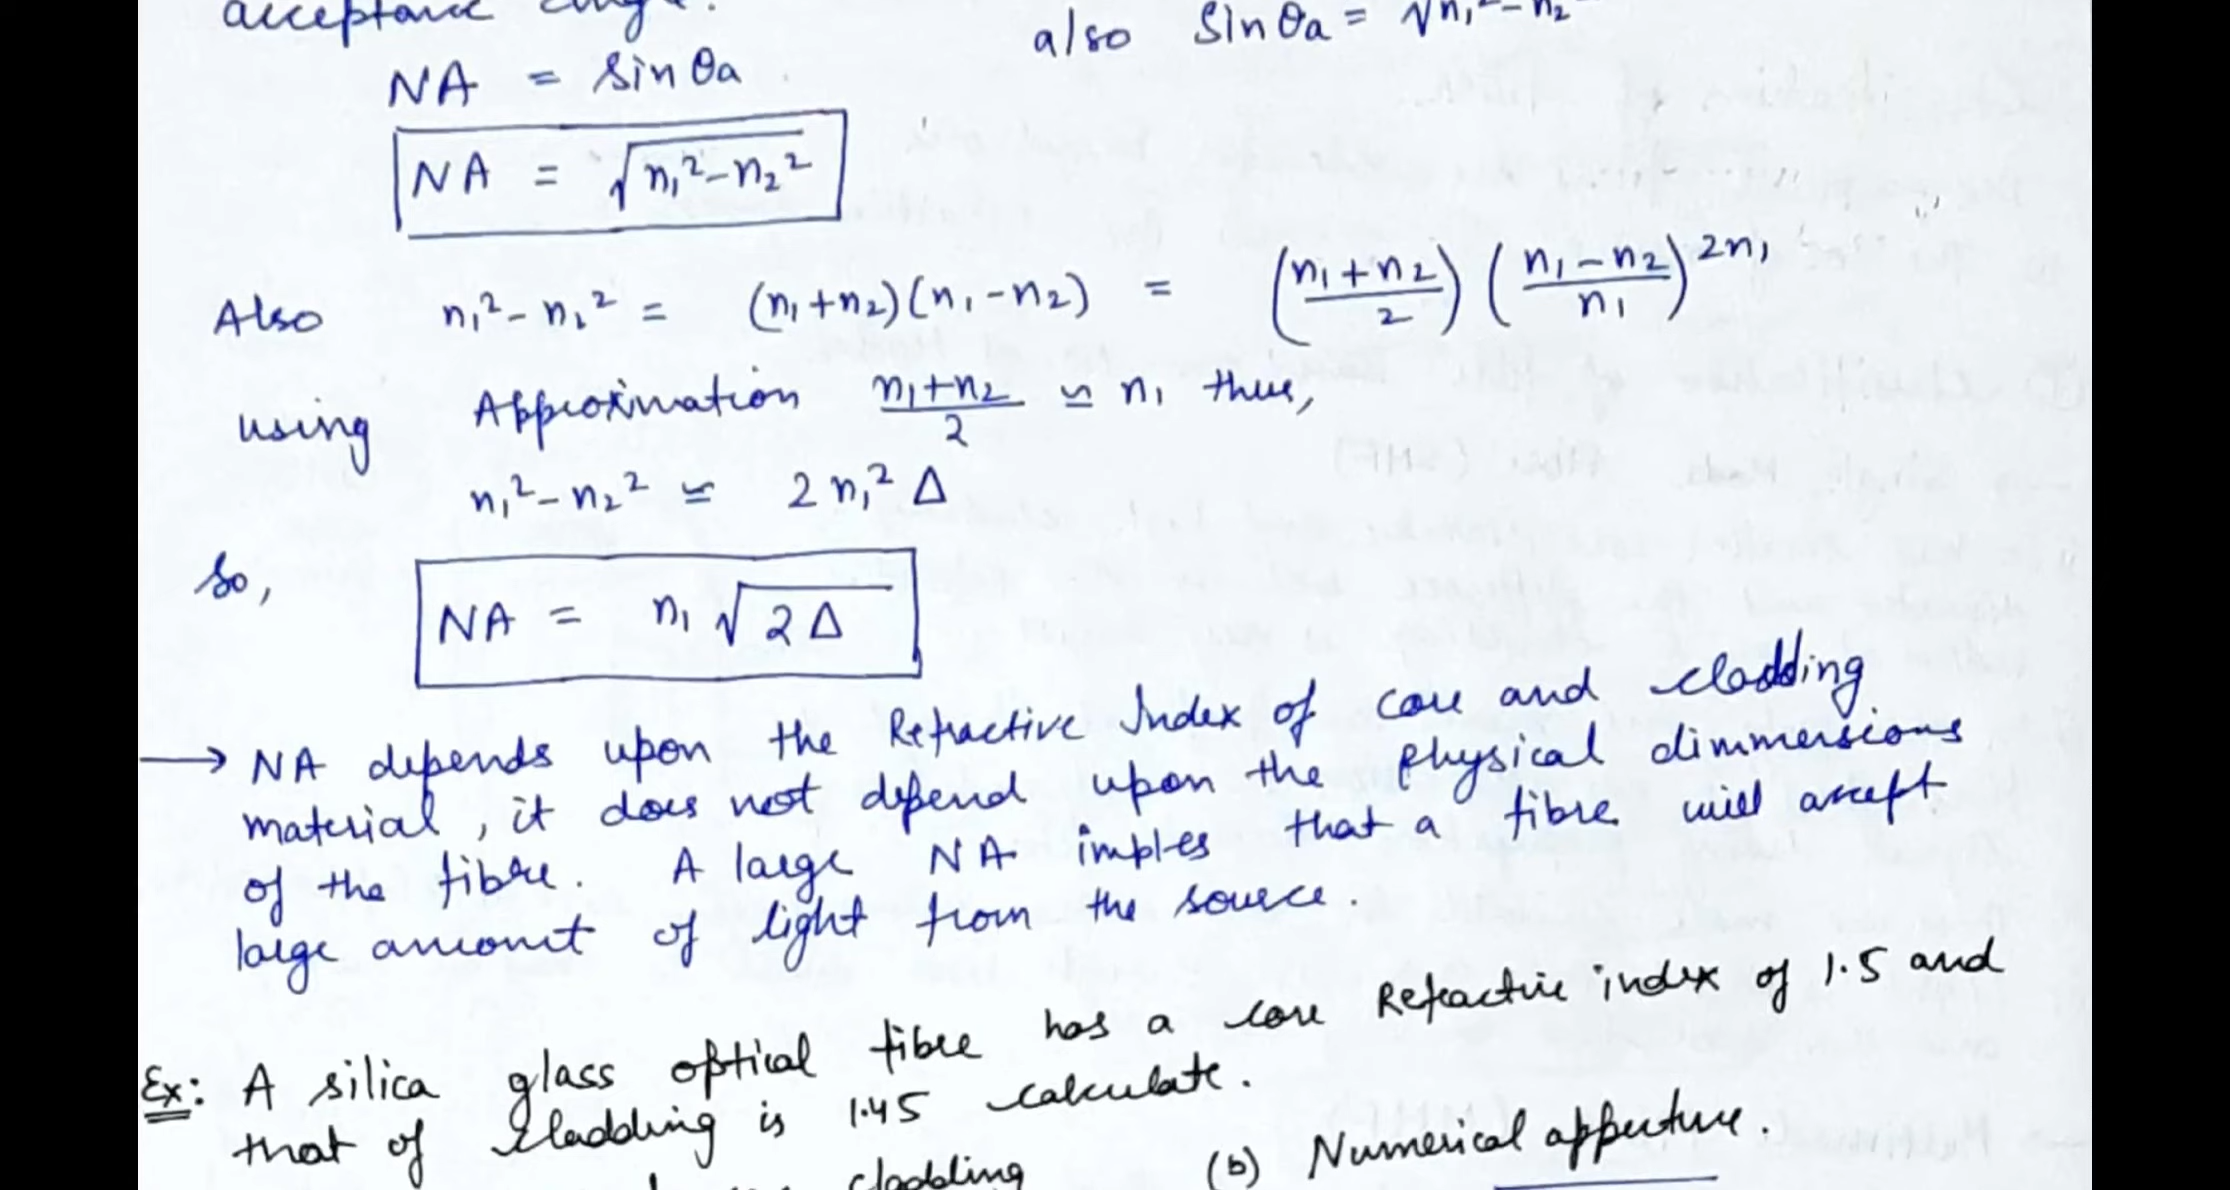 acceptance angle.
also Sin θa = √n₁²-n₂
NA = Sin θa
NA = √n₁²-n₂²
Also n₁²-n₂² = (n₁+n₂)(n₁-n₂) = (n₁+n₂/2) (n₁-n₂/n₁) 2n₁
using Approximation n₁+n₂/2 ≃ n₁ thus,
n₁²-n₂² ≃ 2n₁²Δ
So,
NA = n₁ √2Δ
→ NA depends upon the Refractive Index of core and cladding
material, it does not depend upon the physical dimmensions
of the fibre. A large NA imples that a fibre will accept
large amount of light from the source.
Ex: A silica glass optical fibre has a core Refractive index of 1.5 and
that of cladding is 1.45 calculate.
cladding (b) Numerical apperture.